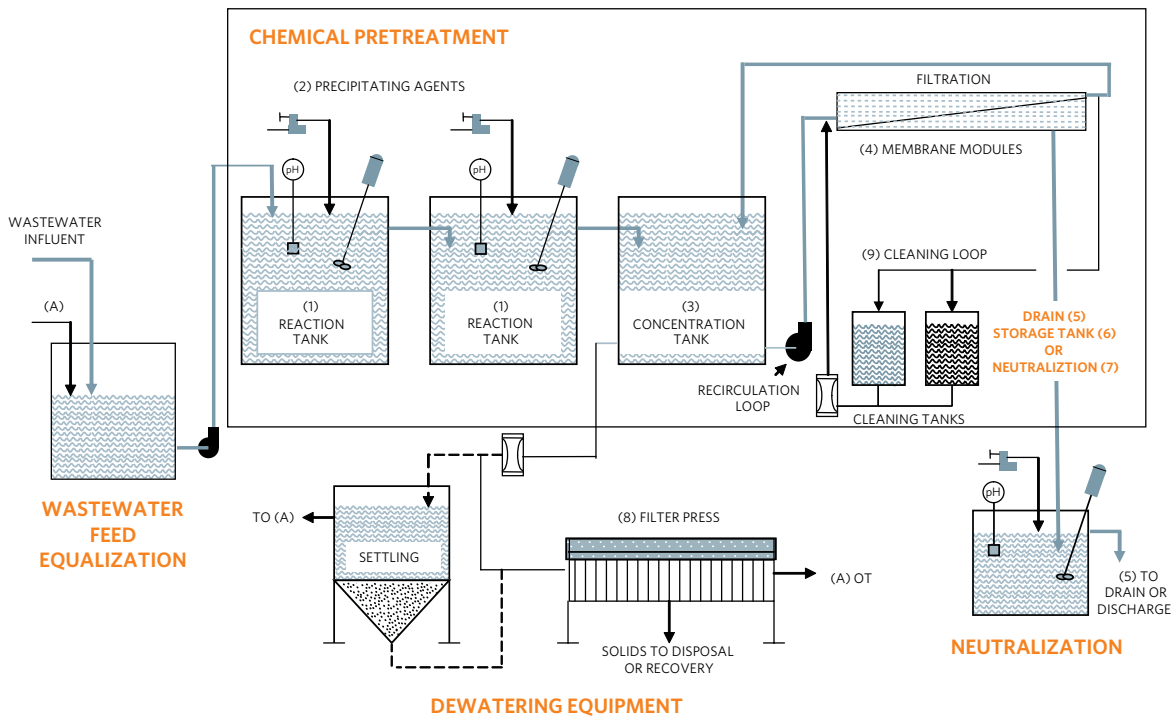 CHEMICAL PRETREATMENT
(2) PRECIPITATING AGENTS
FILTRATION
(4) MEMBRANE MODULES
pH
pH
WASTEWATER
INFLUENT
(A)
(1)
REACTION
TANK
(1)
REACTION
TANK
(3)
CONCENTRATION
TANK
(9) CLEANING LOOP
DRAIN (5)
STORAGE TANK (6)
OR
NEUTRALIZTION (7)
RECIRCULATION
LOOP
CLEANING TANKS
WASTEWATER
FEED
EQUALIZATION
TO (A)
SETTLING
(8) FILTER PRESS
(A) OT
SOLIDS TO DISPOSAL
OR RECOVERY
DEWATERING EQUIPMENT
pH
(5) TO
DRAIN OR
DISCHARGE
NEUTRALIZATION